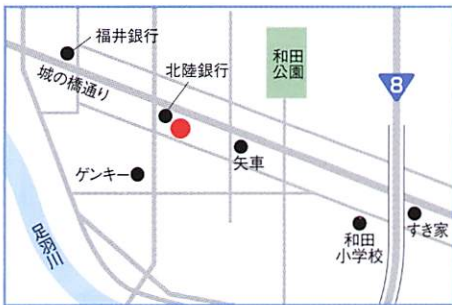 福井銀行
城の橋通り
北陸銀行
和田
公園
8
ゲンキー
矢車
足羽川
和田
小学校
すき家